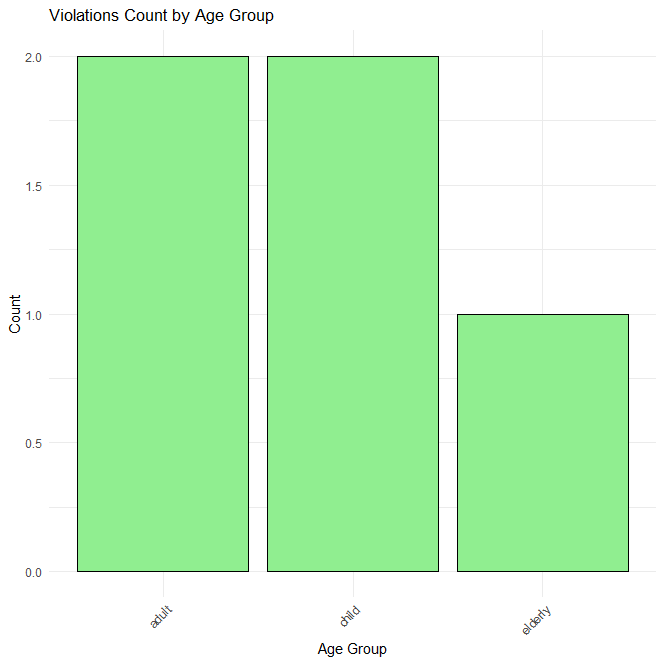 Violations Count by Age Group
2.0
1.5
1.0
0.5
0.0
Count
adult
child
elderly
Age Group